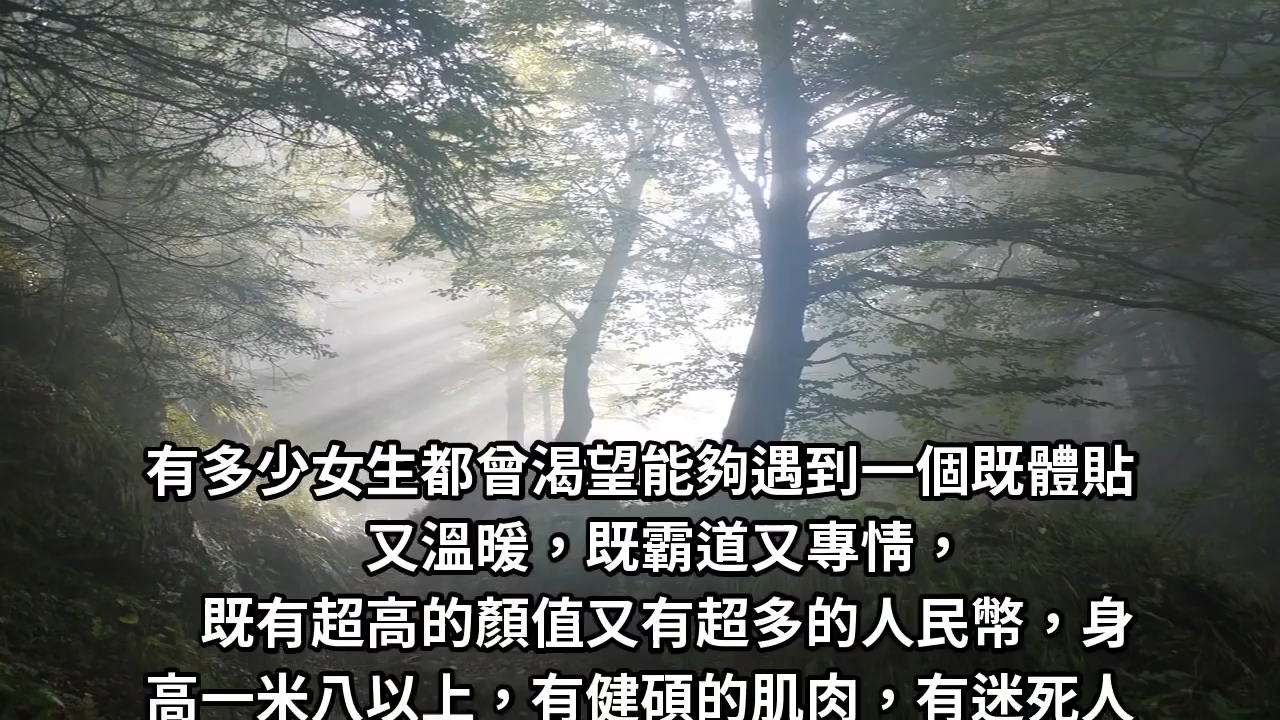 有多少女生都曾渴望能夠遇到一個既體貼
又溫暖，既霸道又專情，
既有超高的顏值又有超多的人民幣，身
高一米八以上，有健碩的肌肉，有迷死人